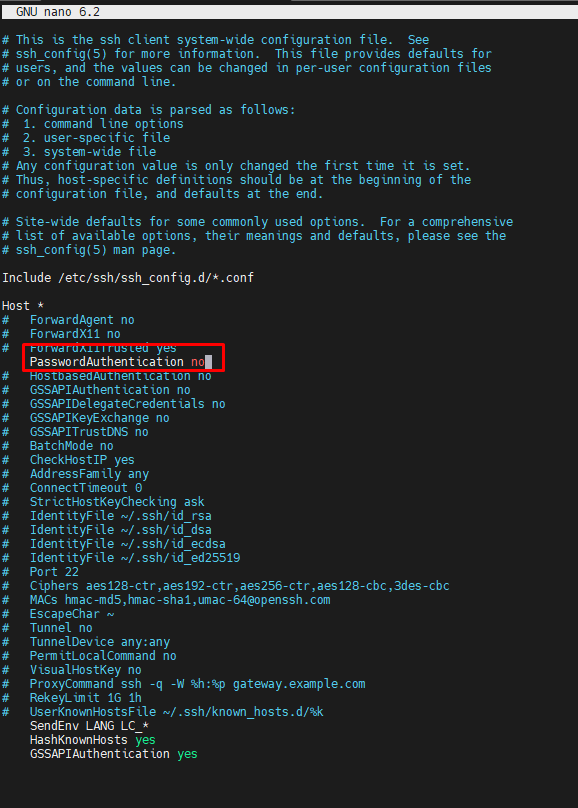 GNU nano 6.2
# This is the ssh client system-wide configuration file.  See
# ssh_config(5) for more information.  This file provides defaults for
# users, and the values can be changed in per-user configuration files
# or on the command line.
# Configuration data is parsed as follows:
#  1. command line options
#  2. user-specific file
#  3. system-wide file
# Any configuration value is only changed the first time it is set.
# Thus, host-specific definitions should be at the beginning of the
# configuration file, and defaults at the end.
# Site-wide defaults for some commonly used options.  For a comprehensive
# list of available options, their meanings and defaults, please see the
# ssh_config(5) man page.
Include /etc/ssh/ssh_config.d/*.conf
Host *
#   ForwardAgent no
#   ForwardX11 no
#   ForwardX11Trusted yes
    PasswordAuthentication no
#   HostbasedAuthentication no
#   GSSAPIAuthentication no
#   GSSAPIDelegateCredentials no
#   GSSAPIKeyExchange no
#   GSSAPITrustDNS no
#   BatchMode no
#   CheckHostIP yes
#   AddressFamily any
#   ConnectTimeout 0
#   StrictHostKeyChecking ask
#   IdentityFile ~/.ssh/id_rsa
#   IdentityFile ~/.ssh/id_dsa
#   IdentityFile ~/.ssh/id_ecdsa
#   IdentityFile ~/.ssh/id_ed25519
#   Port 22
#   Ciphers aes128-ctr,aes192-ctr,aes256-ctr,aes128-cbc,3des-cbc
#   MACs hmac-md5,hmac-sha1,umac-64@openssh.com
#   EscapeChar ~
#   Tunnel no
#   TunnelDevice any:any
#   PermitLocalCommand no
#   VisualHostKey no
#   ProxyCommand ssh -q -W %h:%p gateway.example.com
#   RekeyLimit 1G 1h
#   UserKnownHostsFile ~/.ssh/known_hosts.d/%k
    SendEnv LANG LC_*
    HashKnownHosts yes
    GSSAPIAuthentication yes